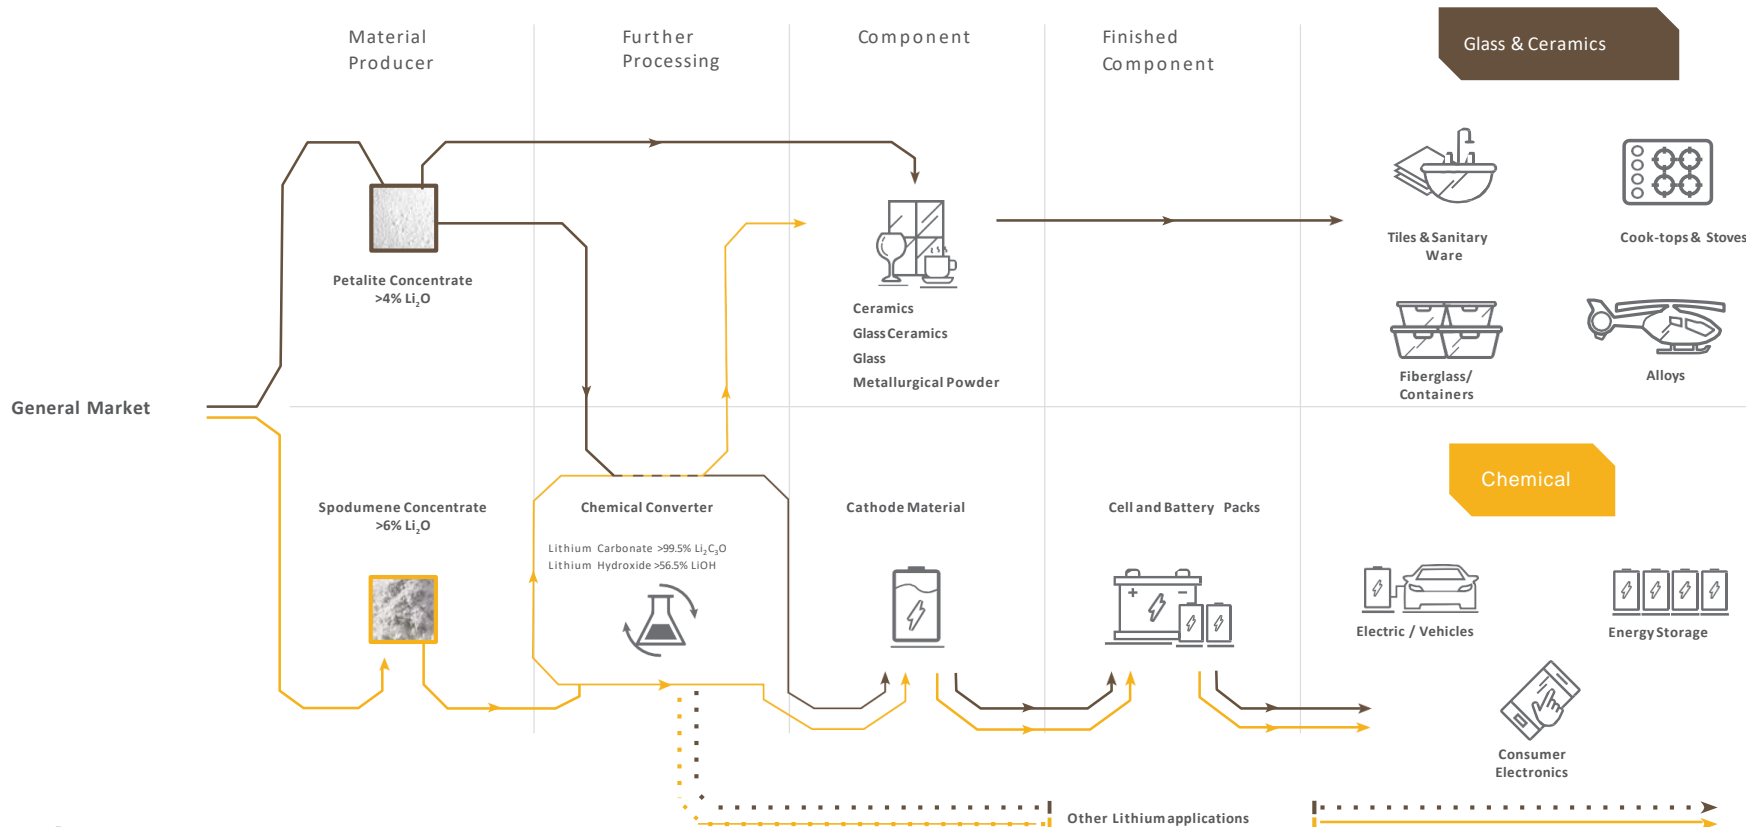 Material
Producer
Further
Processing
Component
Finished
Component
Glass & Ceramics
Petalite Concentrate
>4% Li₂O
Ceramics
Glass Ceramics
Glass
Metallurgical Powder
Tiles & Sanitary
Ware
Cook-tops & Stoves
Fiberglass/
Containers
Alloys
General Market
Chemical
Spodumene Concentrate
>6% Li₂O
Chemical Converter
Lithium Carbonate >99.5% Li₂C₃O
Lithium Hydroxide >56.5% LiOH
Cathode Material
Cell and Battery Packs
Electric / Vehicles
Energy Storage
Consumer
Electronics
Other Lithium applications